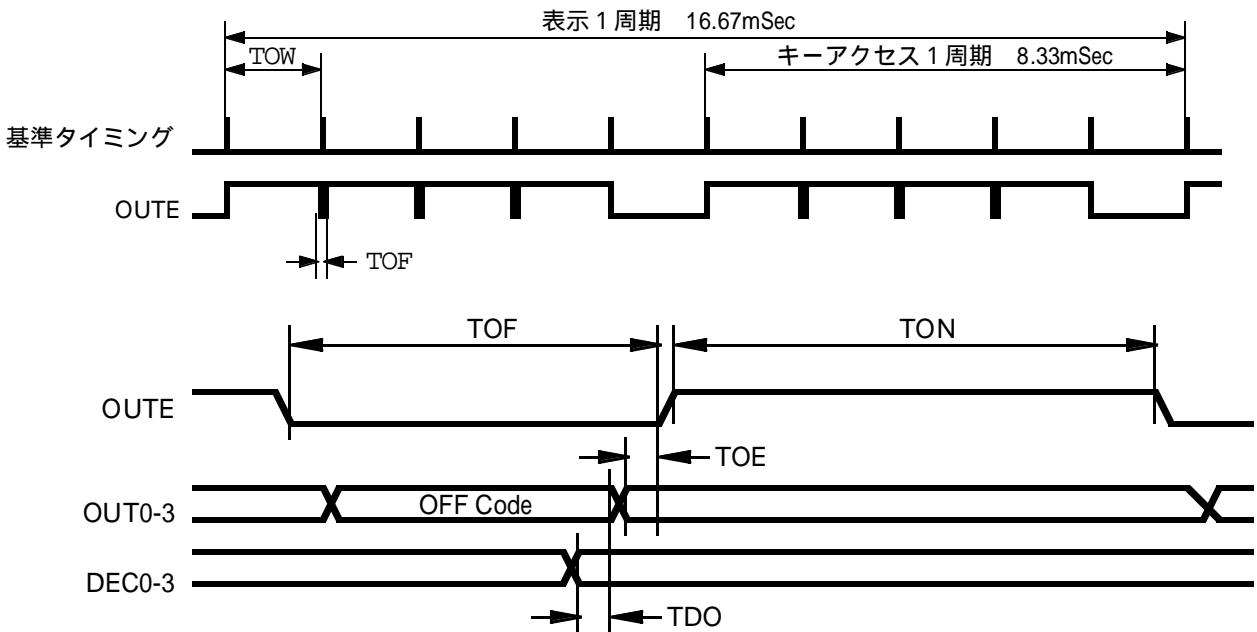 表示１周期 16.67mSec
TOW
キーアクセス１周期 8.33mSec
基準タイミング
OUTE
TOF
TOF
TON
OUTE
TOE
OUT0-3
OFF Code
DEC0-3
TDO